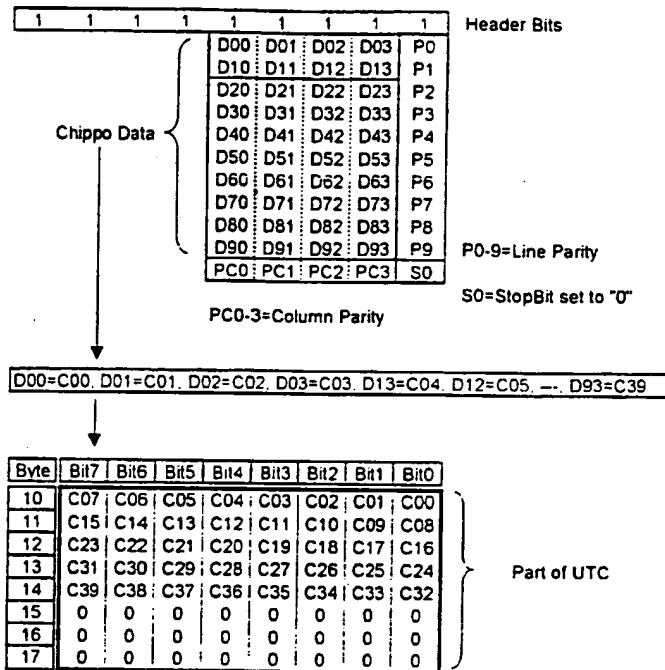 1 1 1 1 1 1 1 1 1 Header Bits
D00 D01 D02 D03 P0
D10 D11 D12 D13 P1
D20 D21 D22 D23 P2
D30 D31 D32 D33 P3
Chippo Data D40 D41 D42 D43 P4
D50 D51 D52 D53 P5
D60 D61 D62 D63 P6
D70 D71 D72 D73 P7
D80 D81 D82 D83 P8
D90 D91 D92 D93 P9 P0-9=Line Parity
PC0 PC1 PC2 PC3 S0
S0=StopBit set to "0"
PC0-3=Column Parity
D00=C00, D01=C01, D02=C02, D03=C03, D13=C04, D12=C05, ---, D93=C39
Byte Bit7 Bit6 Bit5 Bit4 Bit3 Bit2 Bit1 Bit0
10 C07 C06 C05 C04 C03 C02 C01 C00
11 C15 C14 C13 C12 C11 C10 C09 C08
12 C23 C22 C21 C20 C19 C18 C17 C16
13 C31 C30 C29 C28 C27 C26 C25 C24 Part of UTC
14 C39 C38 C37 C36 C35 C34 C33 C32
15 0 0 0 0 0 0 0 0
16 0 0 0 0 0 0 0 0
17 0 0 0 0 0 0 0 0